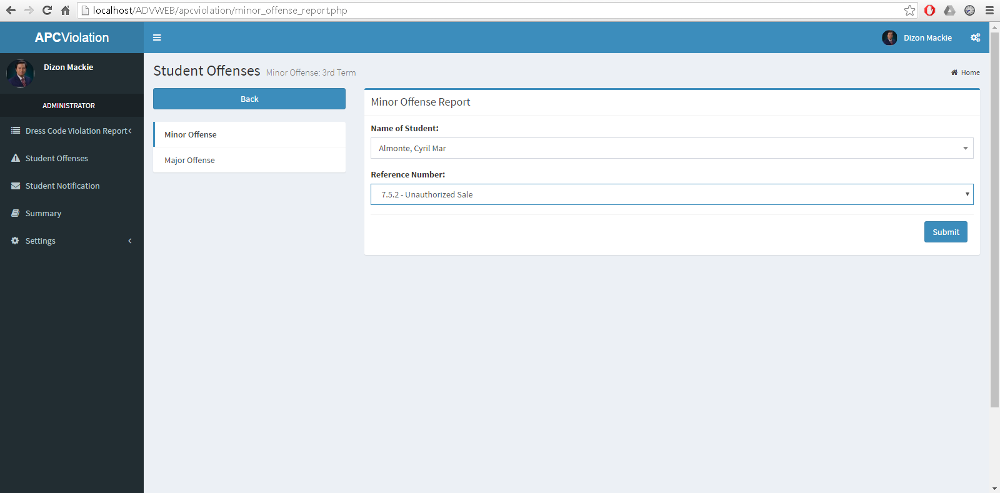 localhost/ADVWEB/apcviolation/minor_offense_report.php
APCViolation
Dizon Mackie
Dizon Mackie
ADMINISTRATOR
Dress Code Violation Report
Student Offenses
Student Notification
Summary
Settings
Student Offenses Minor Offense: 3rd Term
Home
Back
Minor Offense
Major Offense
Minor Offense Report
Name of Student:
Almonte, Cyril Mar
Reference Number:
7.5.2 - Unauthorized Sale
Submit